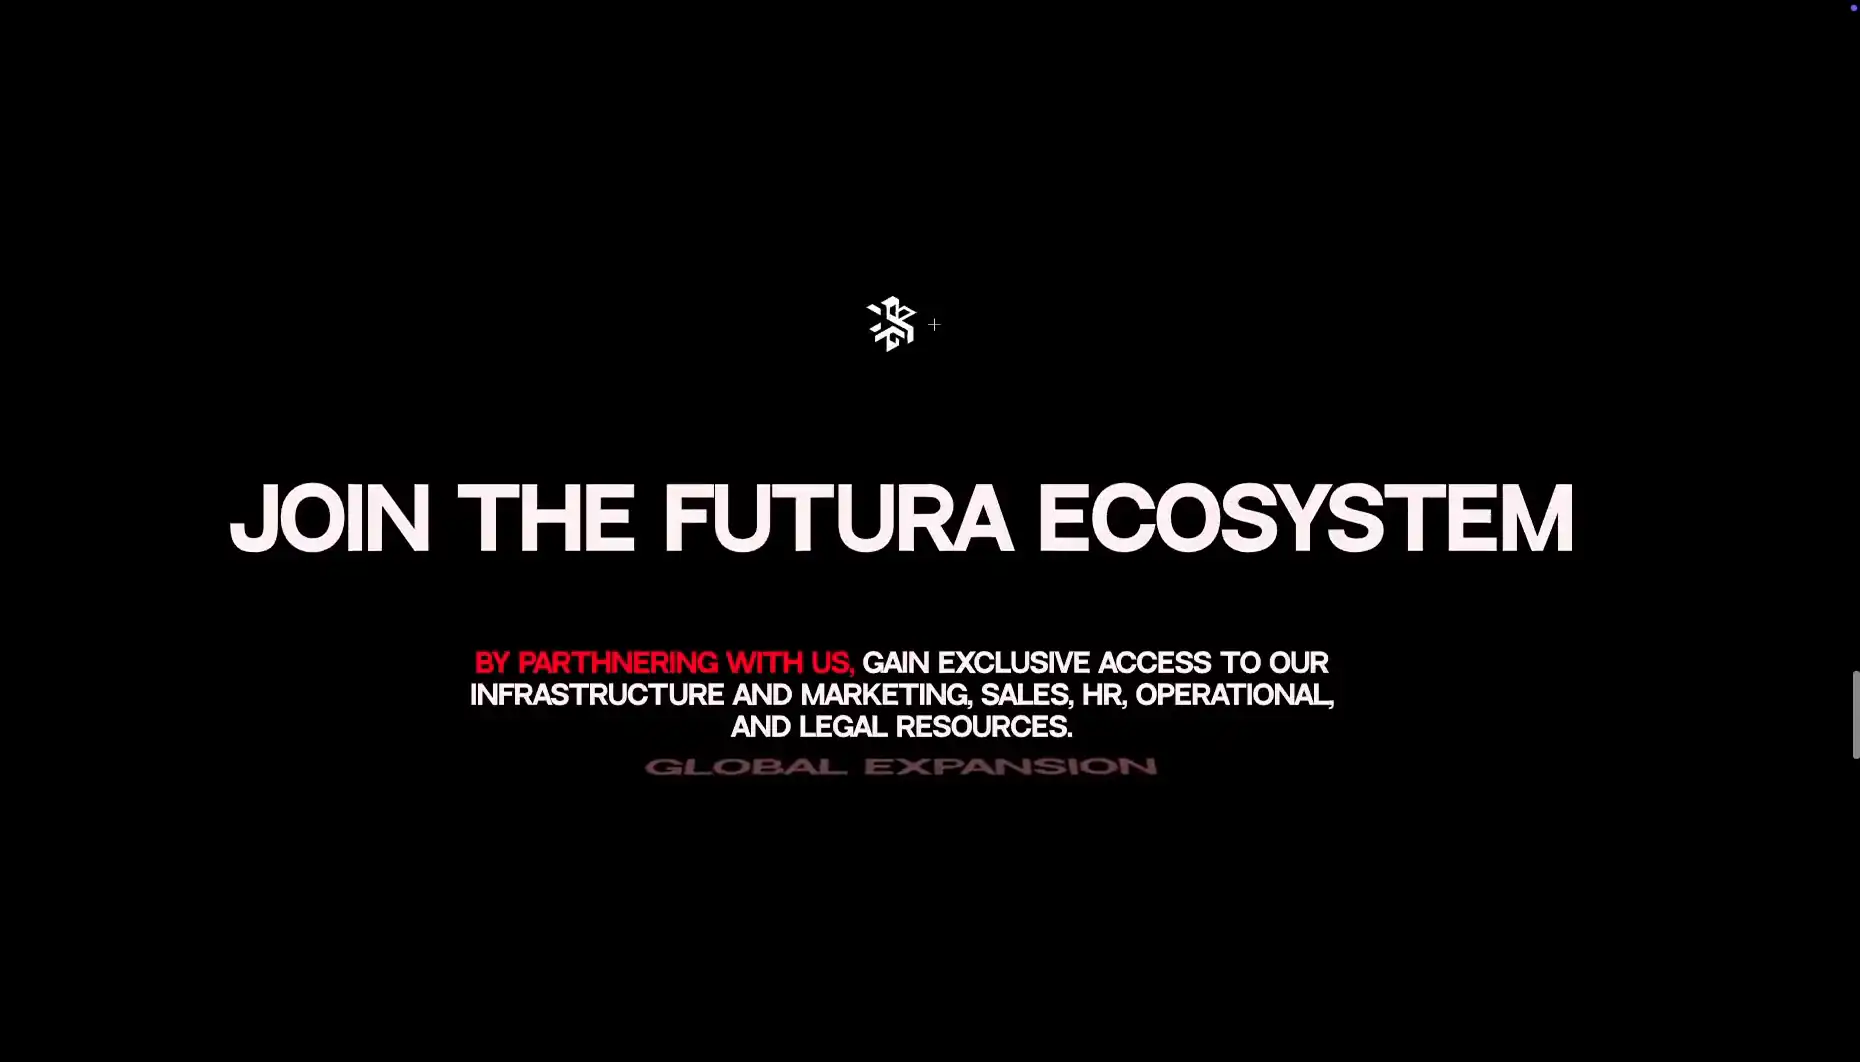 JOIN THE FUTURA ECOSYSTEM
BY PARTHNERING WITH US, GAIN EXCLUSIVE ACCESS TO OUR
INFRASTRUCTURE AND MARKETING, SALES, HR, OPERATIONAL,
AND LEGAL RESOURCES.
GLOBAL EXPANSION